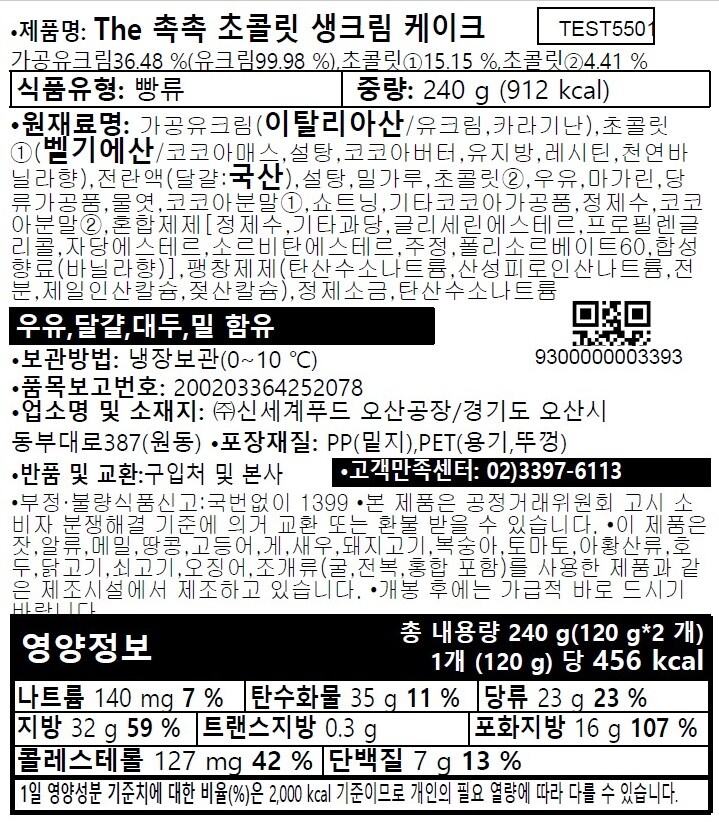 •제품명: The 촉촉 초콜릿 생크림 케이크
TEST5501
가공유크림36.48 %(유크림99.98 %),초콜릿①15.15 %,초콜릿②4.41 %
식품유형: 빵류
중량: 240 g (912 kcal)
•원재료명: 가공유크림(이탈리아산/유크림,카라기난),초콜릿
①(벨기에산/코코아매스,설탕,코코아버터,유지방,레시틴,천연바
닐라향),전란액(달걀:국산),설탕,밀가루,초콜릿②,우유,마가린,당
류가공품,물엿,코코아분말①,쇼트닝,기타코코아가공품,정제수,코코
아분말②,혼합제제[정제수,기타과당,글리세린에스테르,프로필렌글
리콜,자당에스테르,소르비탄에스테르,주정,폴리소르베이트60,합성
향료(바닐라향)],팽창제제(탄산수소나트륨,산성피로인산나트륨,전
분,제일인산칼슘,젖산칼슘),정제소금,탄산수소나트륨
우유,달걀,대두,밀 함유
9300000003393
•보관방법: 냉장보관(0~10 ℃)
•품목보고번호: 200203364252078
•업소명 및 소재지: ㈜신세계푸드 오산공장/경기도 오산시
동부대로387(원동) •포장재질: PP(밑지),PET(용기,뚜껑)
•반품 및 교환:구입처 및 본사
•고객만족센터: 02)3397-6113
•부정·불량식품신고:국번없이 1399 •본 제품은 공정거래위원회 고시 소
비자 분쟁해결 기준에 의거 교환 또는 환불 받을 수 있습니다. •이 제품은
잣,알류,메밀,땅콩,고등어,게,새우,돼지고기,복숭아,토마토,아황산류,호
두,닭고기,쇠고기,오징어,조개류(굴,전복,홍합 포함)를 사용한 제품과 같
은 제조시설에서 제조하고 있습니다. •개봉 후에는 가급적 바로 드시기
바랍니다
영양정보
총 내용량 240 g(120 g*2 개)
1개 (120 g) 당 456 kcal
나트륨 140 mg 7 % 탄수화물 35 g 11 % 당류 23 g 23 %
지방 32 g 59 % 트랜스지방 0.3 g 포화지방 16 g 107 %
콜레스테롤 127 mg 42 % 단백질 7 g 13 %
1일 영양성분 기준치에 대한 비율(%)은 2,000 kcal 기준이므로 개인의 필요 열량에 따라 다를 수 있습니다.